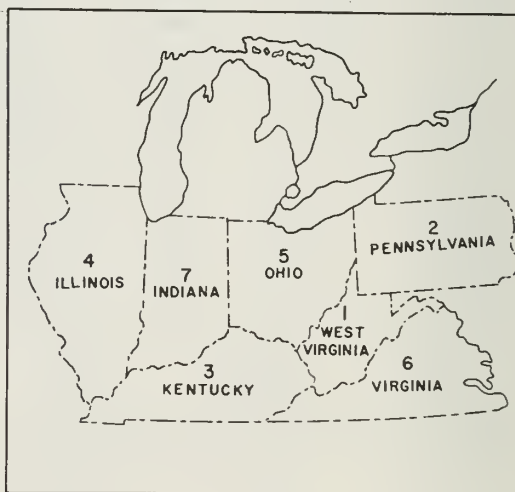 2
PENNSYLVANIA
4
ILLINOIS
7
INDIANA
5
OHIO
1
WEST
VIRGINIA
3
KENTUCKY
6
VIRGINIA